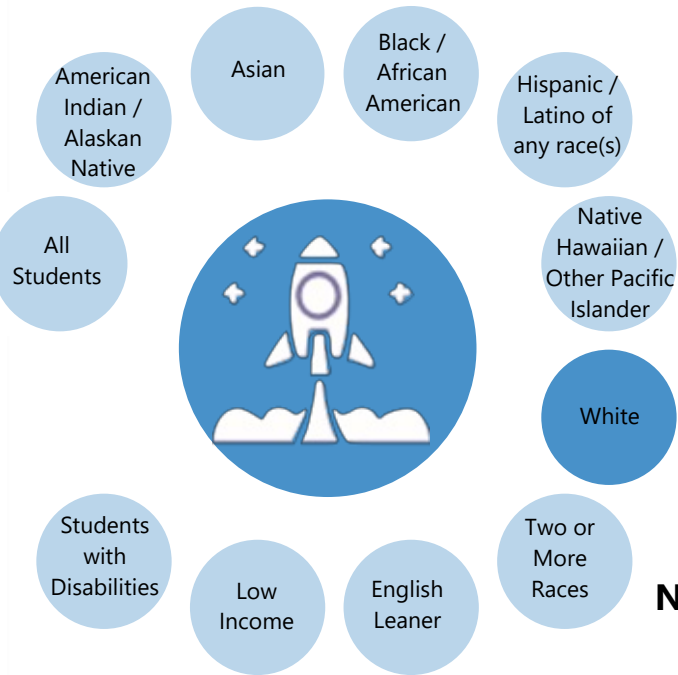 All
Students
American
Indian /
Alaskan
Native
Asian
Black /
African
American
Hispanic /
Latino of
any race(s)
Native
Hawaiian /
Other Pacific
Islander
White
Two or
More
Races
English
Leaner
Low
Income
Students
with
Disabilities
N